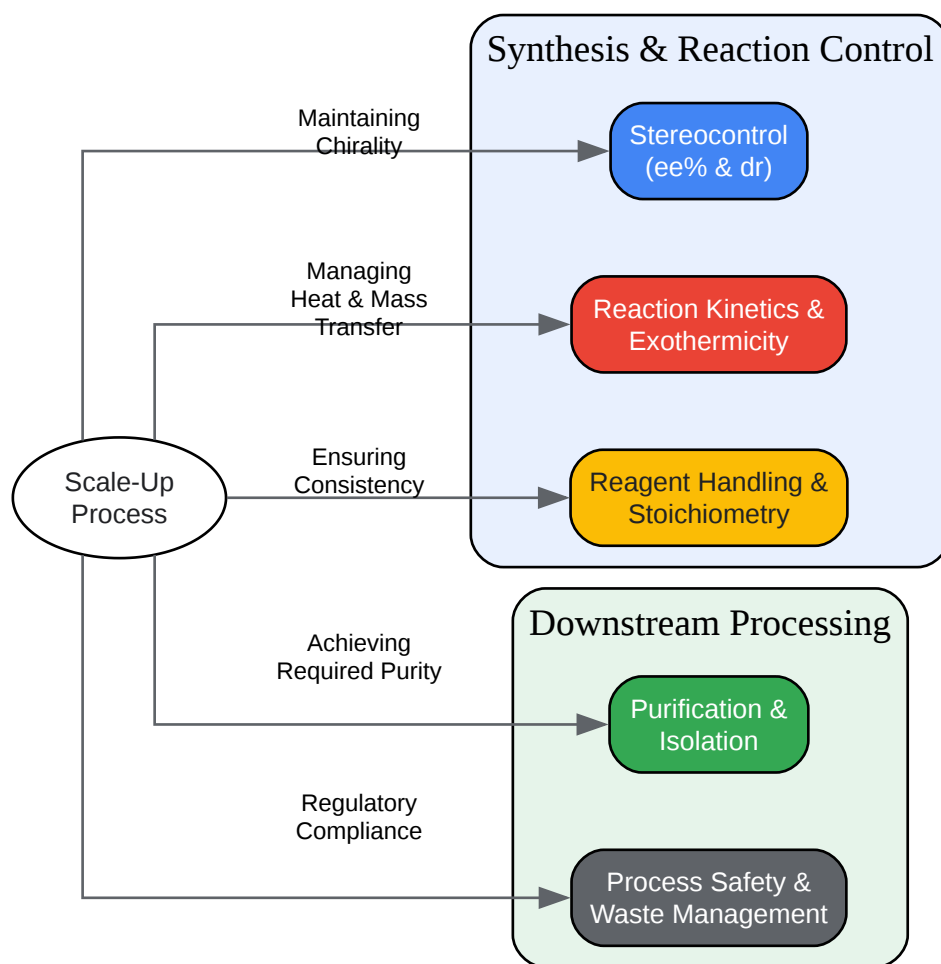 Synthesis & Reaction Control
Maintaining
Chirality
Stereocontrol
(ee% & dr)
Managing
Heat & Mass
Transfer
Reaction Kinetics &
Exothermicity
Scale-Up
Process
Ensuring
Consistency
Reagent Handling &
Stoichiometry
Downstream Processing
Achieving
Required Purity
Purification &
Isolation
Regulatory
Compliance
Process Safety &
Waste Management